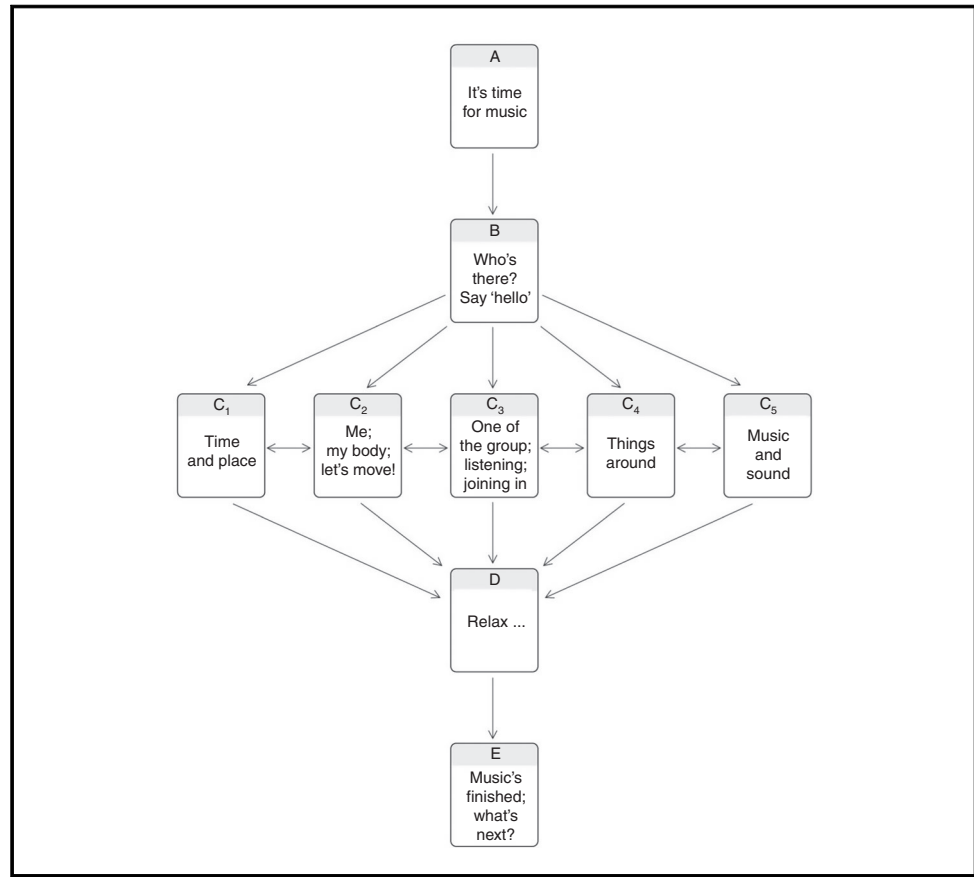 A
It’s time
for music
B
Who’s
there?
Say ‘hello’
C₁
Time
and place
C₂
Me;
my body;
let’s move!
C₃
One of
the group;
listening;
joining in
C₄
Things
around
C₅
Music
and
sound
D
Relax ...
E
Music’s
finished;
what’s
next?